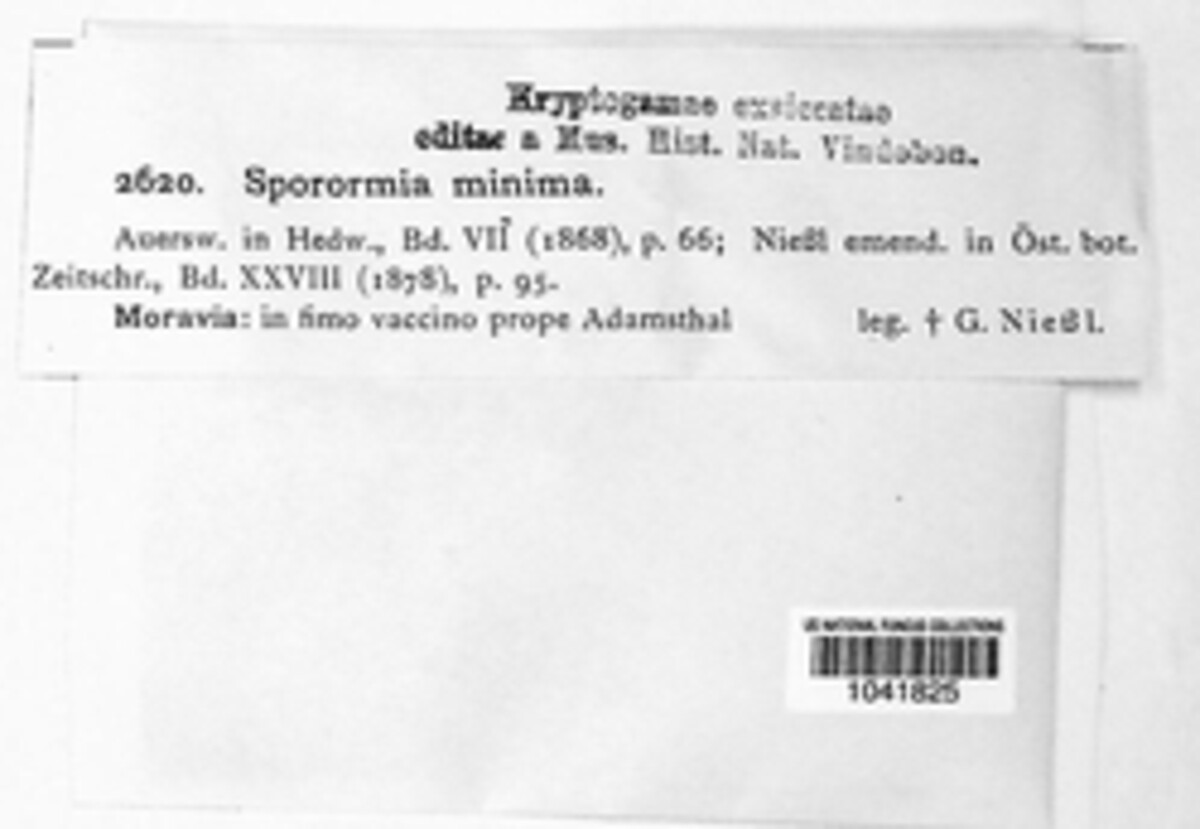 Kryptogamae exsiccatae
editae a Mus. Hist. Nat. Vindobon.
2620. Sporormia minima.
Auersw. in Hedw., Bd. VII (1868), p. 66; Nießl emend. in Öst. bot.
Zeitschr., Bd. XXVIII (1878), p. 95.
Moravia: in fimo vaccino prope Adamsthal leg. † G. Nießl.
US NATIONAL FUNGUS COLLECTIONS
1041825